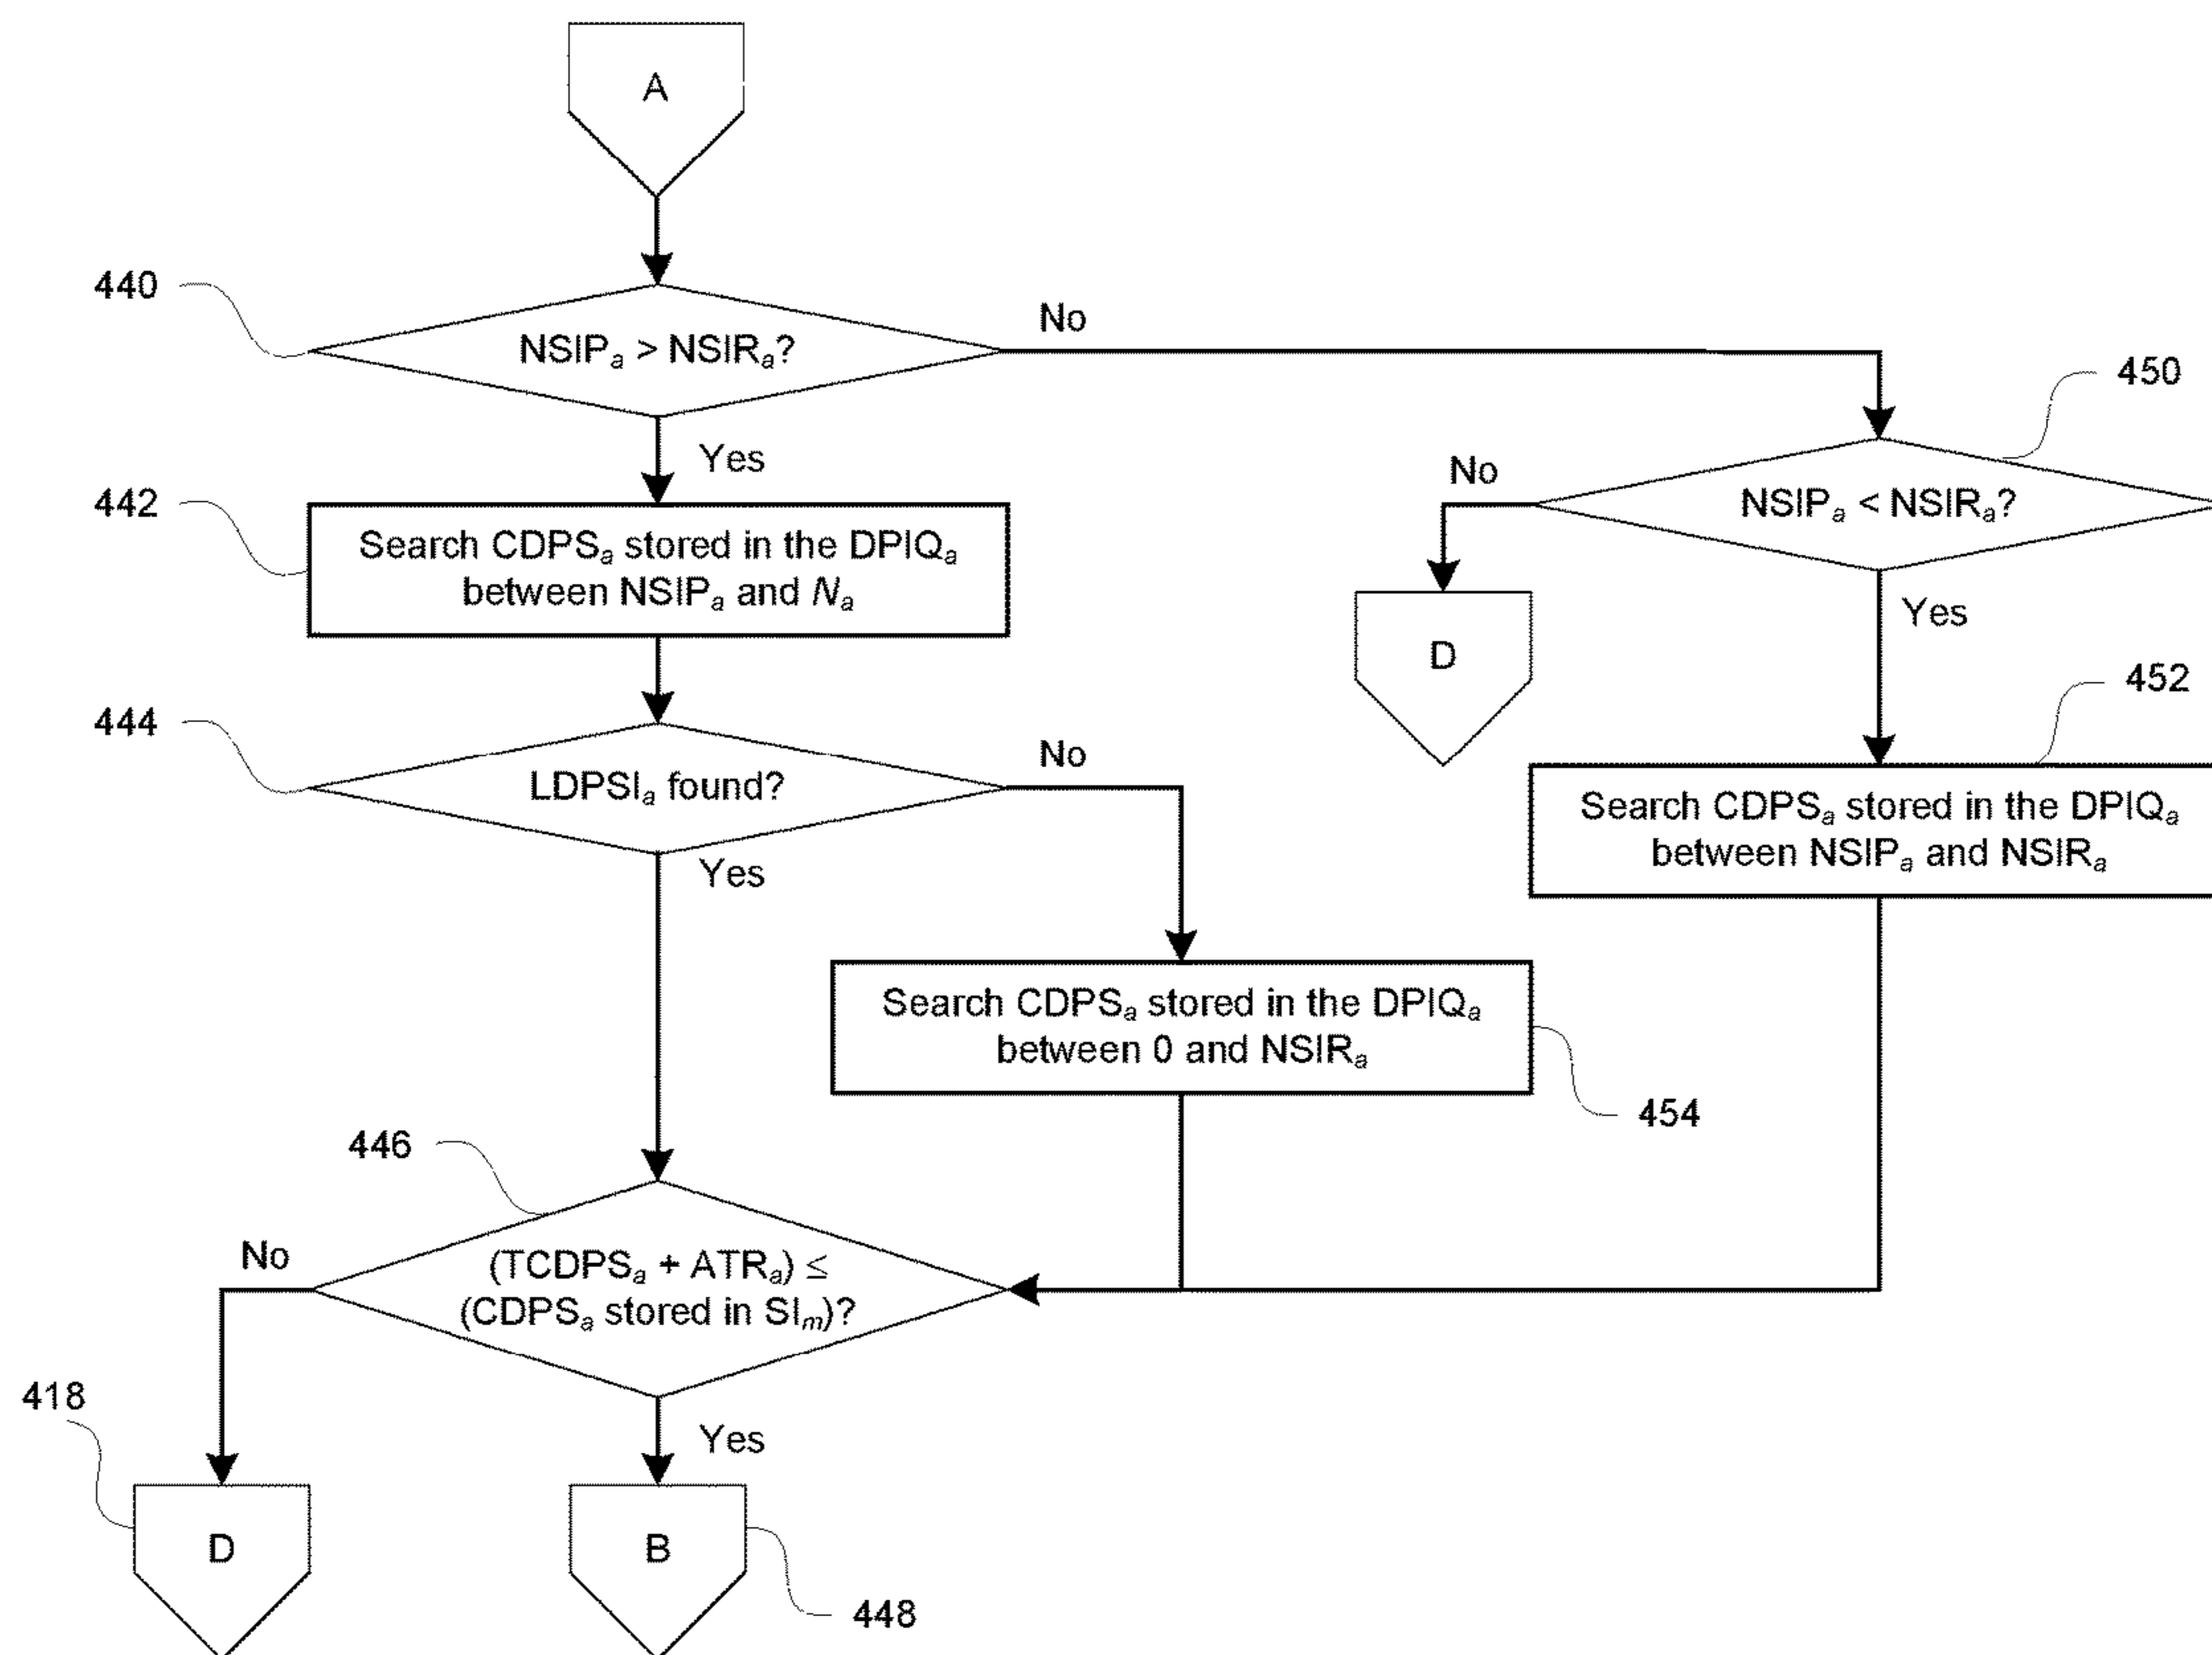 A
440
NSIPa > NSIRa?
No
450
Yes
No
NSIPa < NSIRa?
442
Search CDPSa stored in the DPIQa
between NSIPa and Na
Yes
D
452
444
LDPSIa found?
No
Search CDPSa stored in the DPIQa
between NSIPa and NSIRa
Yes
Search CDPSa stored in the DPIQa
between 0 and NSIRa
454
446
No
(TCDPSa + ATRa) ≤
(CDPSa stored in SIm)?
418
Yes
D
B
448